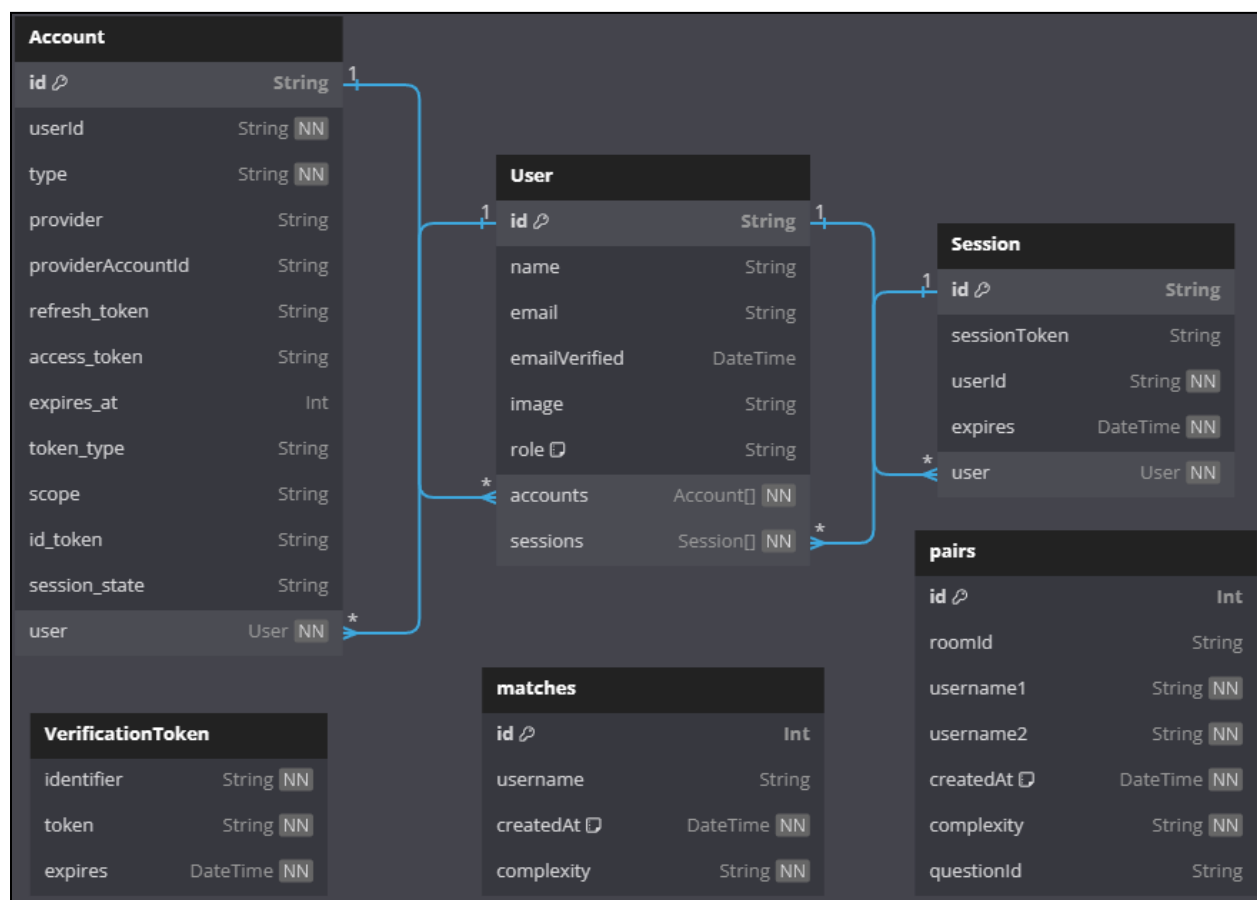 Account
id String 1
userId String NN
type String NN
provider String
providerAccountId String
refresh_token String
access_token String
expires_at Int
token_type String
scope String
id_token String
session_state String
user User NN *
User
1 id String 1
name String
email String
emailVerified DateTime
image String
role String
* accounts Account[] NN
sessions Session[] NN *
Session
1 id String
sessionToken String
userId String NN
expires DateTime NN
* user User NN
pairs
id Int
roomId String
username1 String NN
username2 String NN
createdAt DateTime NN
complexity String NN
questionId String
matches
id Int
username String
createdAt DateTime NN
complexity String NN
VerificationToken
identifier String NN
token String NN
expires DateTime NN